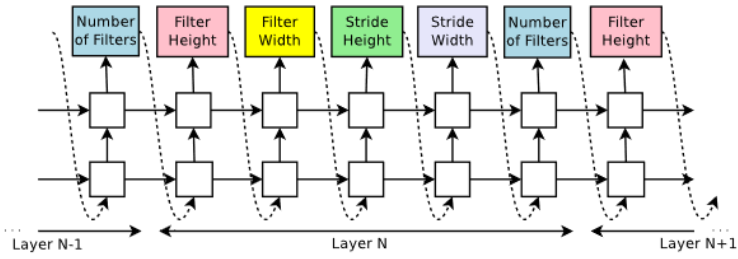 Number
of Filters
Filter
Height
Filter
Width
Stride
Height
Stride
Width
Number
of Filters
Filter
Height
...
Layer N-1
Layer N
...
Layer N+1